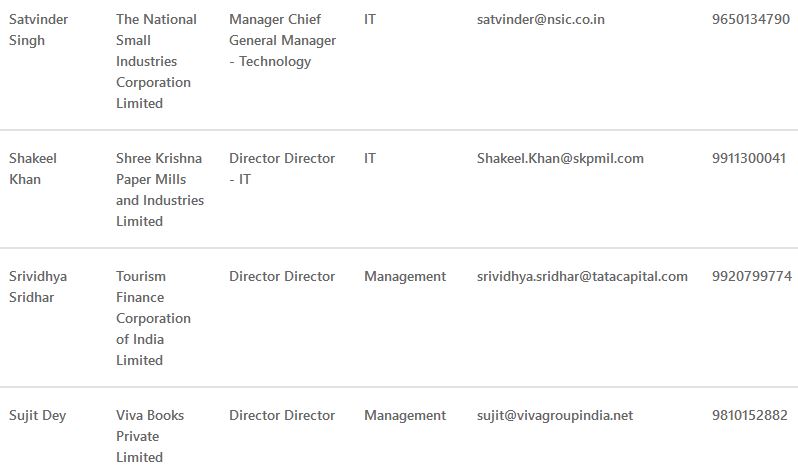 Satvinder Singh	The National Small Industries Corporation Limited	Manager Chief General Manager - Technology	IT	satvinder@nsic.co.in	9650134790
Shakeel Khan	Shree Krishna Paper Mills and Industries Limited	Director Director - IT	IT	Shakeel.Khan@skpmil.com	9911300041
Srividhya Sridhar	Tourism Finance Corporation of India Limited	Director Director	Management	srividhya.sridhar@tatacapital.com	9920799774
Sujit Dey	Viva Books Private Limited	Director Director	Management	sujit@vivagroupindia.net	9810152882